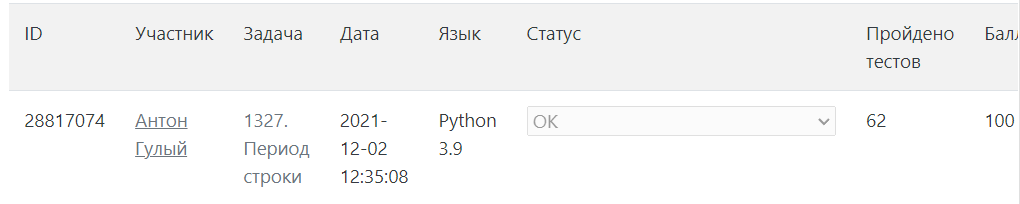 ID Участник Задача Дата Язык Статус Пройдено тестов Балл
28817074 Антон Гулый 1327. Период строки 2021-12-02 12:35:08 Python 3.9 OK 62 100